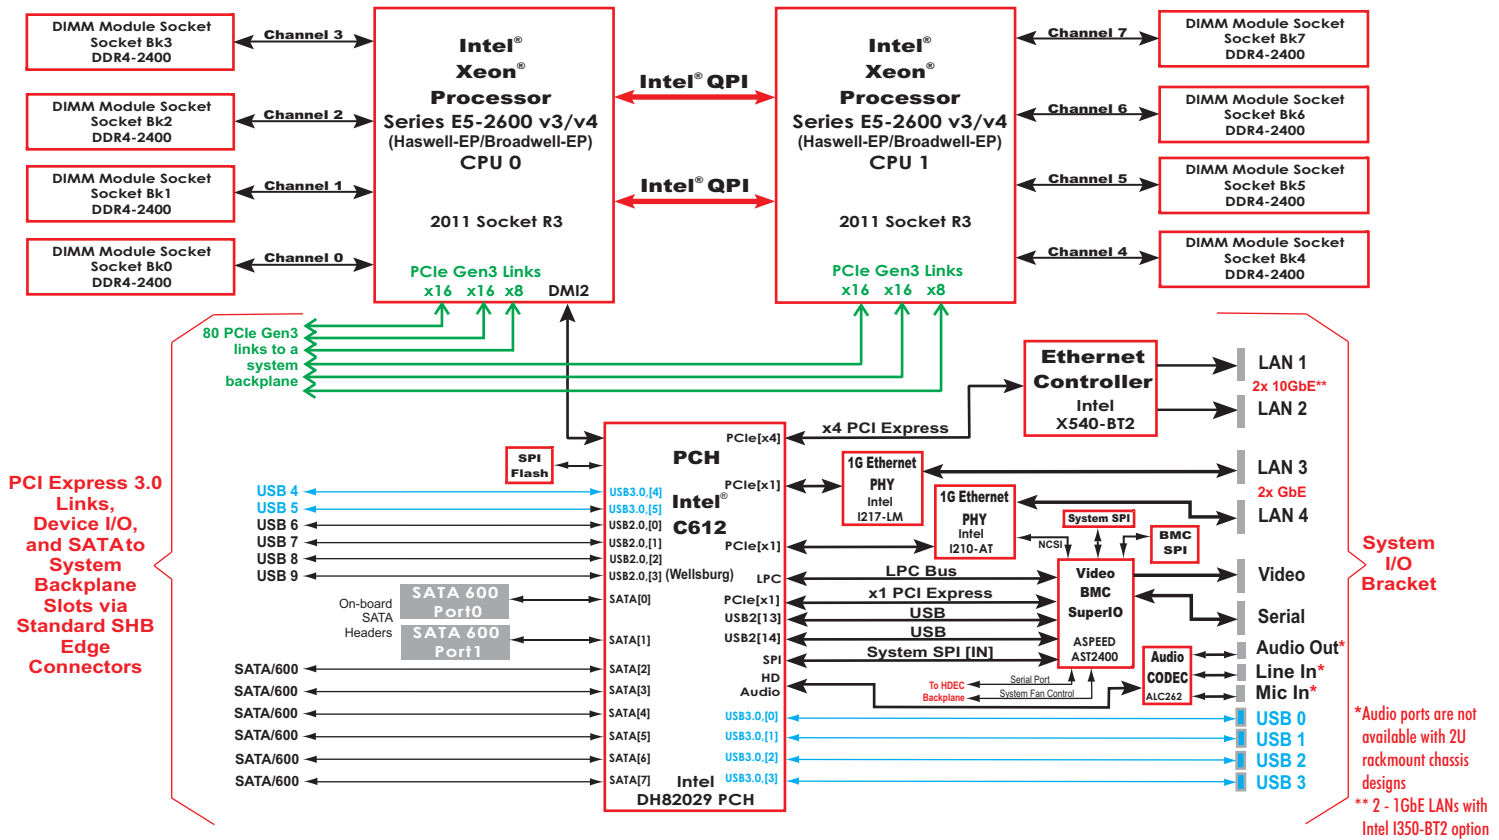 DIMM Module Socket
Socket Bk3
DDR4-2400
DIMM Module Socket
Socket Bk2
DDR4-2400
DIMM Module Socket
Socket Bk1
DDR4-2400
DIMM Module Socket
Socket Bk0
DDR4-2400
Channel 3
Channel 2
Channel 1
Channel 0
Intel®
Xeon®
Processor
Series E5-2600 v3/v4
(Haswell-EP/Broadwell-EP)
CPU 0
2011 Socket R3
PCIe Gen3 Links
x16 x16 x8 DMI2
Intel® QPI
Intel® QPI
Intel®
Xeon®
Processor
Series E5-2600 v3/v4
(Haswell-EP/Broadwell-EP)
CPU 1
2011 Socket R3
PCIe Gen3 Links
x16 x16 x8
Channel 7
Channel 6
Channel 5
Channel 4
DIMM Module Socket
Socket Bk7
DDR4-2400
DIMM Module Socket
Socket Bk6
DDR4-2400
DIMM Module Socket
Socket Bk5
DDR4-2400
DIMM Module Socket
Socket Bk4
DDR4-2400
80 PCIe Gen3
links to a
system
backplane
PCI Express 3.0
Links,
Device I/O,
and SATA to
System
Backplane
Slots via
Standard SHB
Edge
Connectors
SPI
Flash
USB 4
USB 5
USB 6
USB 7
USB 8
USB 9
On-board
SATA
Headers
SATA 600
Port0
SATA 600
Port1
SATA/600
SATA/600
SATA/600
SATA/600
SATA/600
SATA/600
PCH
Intel®
C612
(Wellsburg)
USB3.0,[4]
USB3.0,[5]
USB2.0,[0]
USB2.0,[1]
USB2.0,[2]
USB2.0,[3]
SATA[0]
SATA[1]
SATA[2]
SATA[3]
SATA[4]
SATA[5]
SATA[6]
SATA[7]
PCIe[x4]
PCIe[x1]
PCIe[x1]
LPC
PCIe[x1]
USB2[13]
USB2[14]
SPI
HD
Audio
USB3.0,[0]
USB3.0,[1]
USB3.0,[2]
USB3.0,[3]
Intel
DH82029 PCH
x4 PCI Express
Ethernet
Controller
Intel
X540-BT2
1G Ethernet
PHY
Intel
I217-LM
1G Ethernet
PHY
Intel
I210-AT
NCSI
System SPI
BMC
SPI
LPC Bus
x1 PCI Express
USB
USB
System SPI [IN]
Video
BMC
SuperIO
ASPEED
AST2400
To HDEC
Backplane
Serial Port
System Fan Control
Audio
CODEC
ALC262
LAN 1
2x 10GbE**
LAN 2
LAN 3
2x GbE
LAN 4
Video
Serial
Audio Out*
Line In*
Mic In*
USB 0
USB 1
USB 2
USB 3
System
I/O
Bracket
*Audio ports are not
available with 2U
rackmount chassis
designs
** 2 - 1GbE LANs with
Intel I350-BT2 option